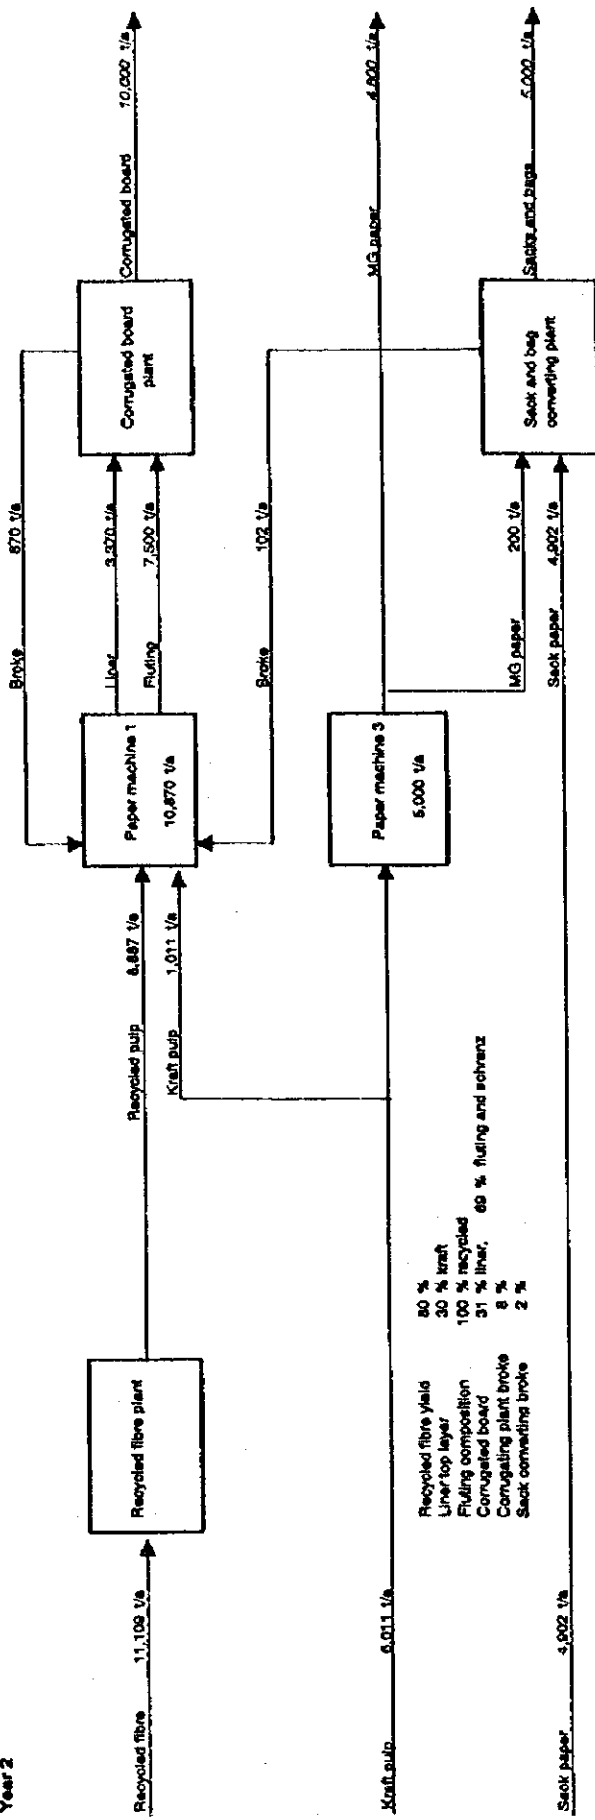 Year 2
Recycled fibre 11,109 t/a
Recycled fibre plant
Recycled pulp 8,887 t/a
Kraft pulp 1,011 t/a
Broke 870 t/a
Paper machine 1
10,870 t/a
Liner 3,370 t/a
Fluting 7,500 t/a
Corrugated board
plant
Corrugated board 10,000 t/a
Broke 102 t/a
Kraft pulp 6,011 t/a
Paper machine 3
5,000 t/a
MG paper 4,800 t/a
MG paper 200 t/a
Sack paper 4,902 t/a
Sack and bag
converting plant
Sacks and bags 5,000 t/a
Recycled fibre yield 80 %
Liner top layer 30 % kraft
Fluting composition 100 % recycled
Corrugated board 31 % liner, 69 % fluting and schrenz
Corrugating plant broke 8 %
Sack converting broke 2 %
Sack paper 4,902 t/a